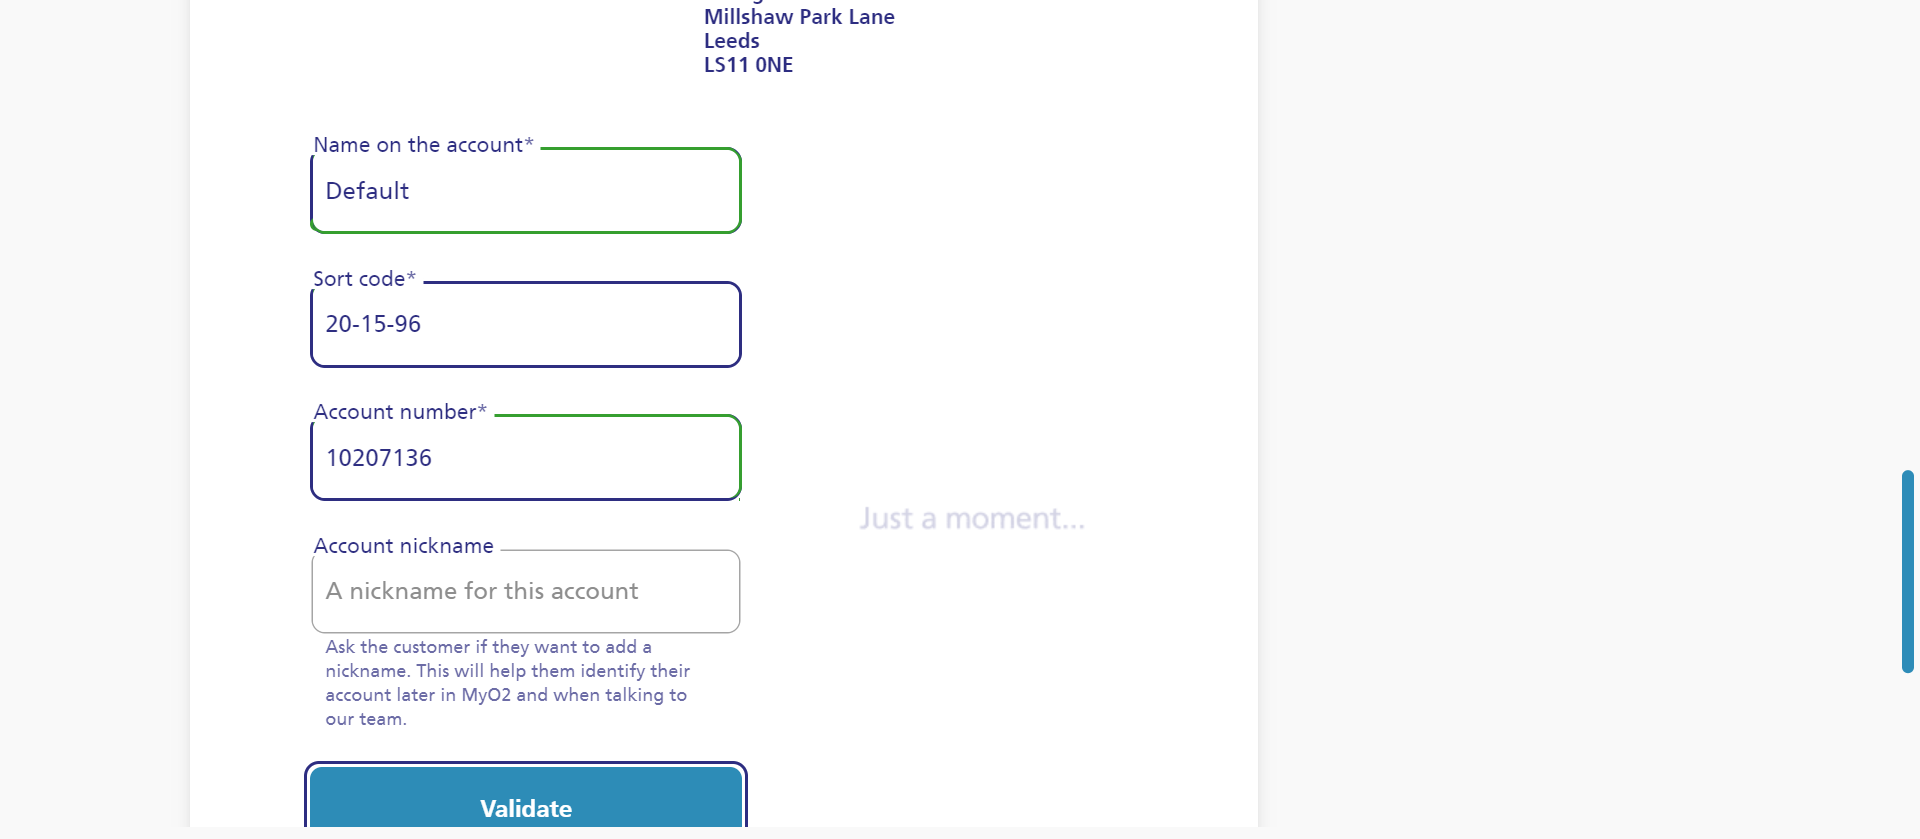 Millshaw Park Lane
Leeds
LS11 0NE
Name on the account*
Default
Sort code*
20-15-96
Account number*
10207136
Just a moment...
Account nickname
A nickname for this account
Ask the customer if they want to add a
nickname. This will help them identify their
account later in MyO2 and when talking to
our team.
Validate